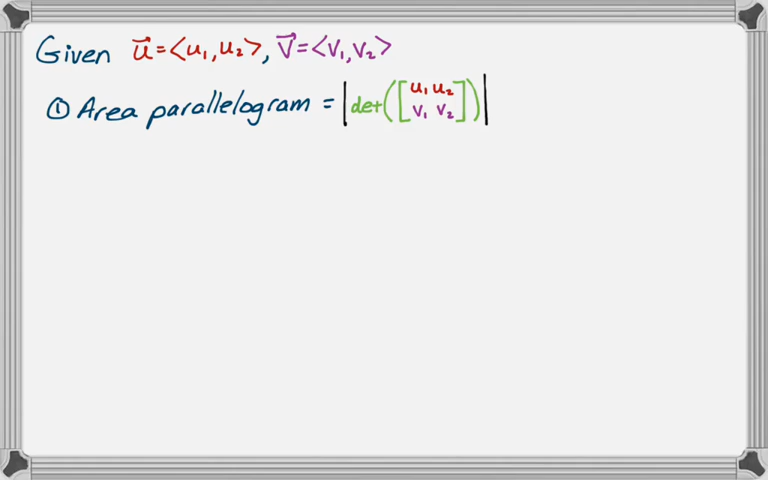 Given u⃗ = <u₁, u₂>, v⃗ = <v₁, v₂>
① Area parallelogram = |det([u₁ u₂
v₁ v₂])|